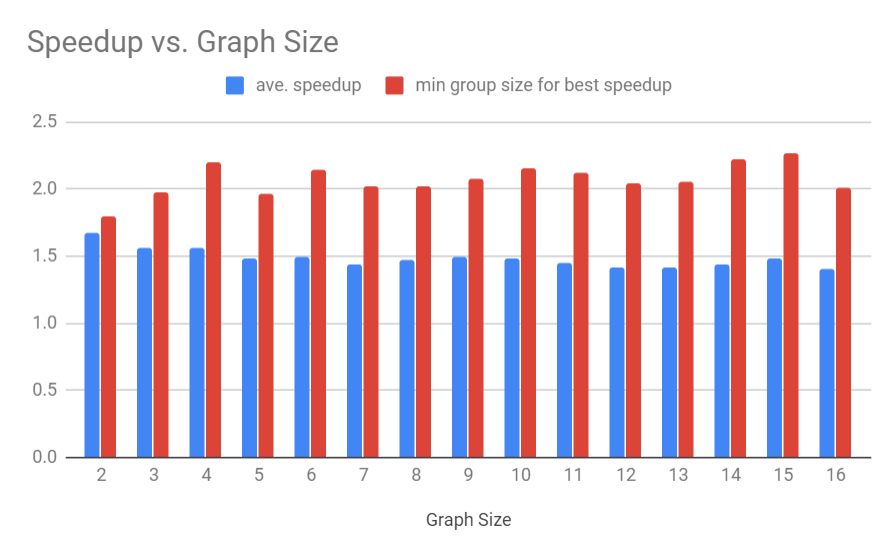 Speedup vs. Graph Size
ave. speedup min group size for best speedup
2.5
2.0
1.5
1.0
0.5
0.0
2 3 4 5 6 7 8 9 10 11 12 13 14 15 16
Graph Size